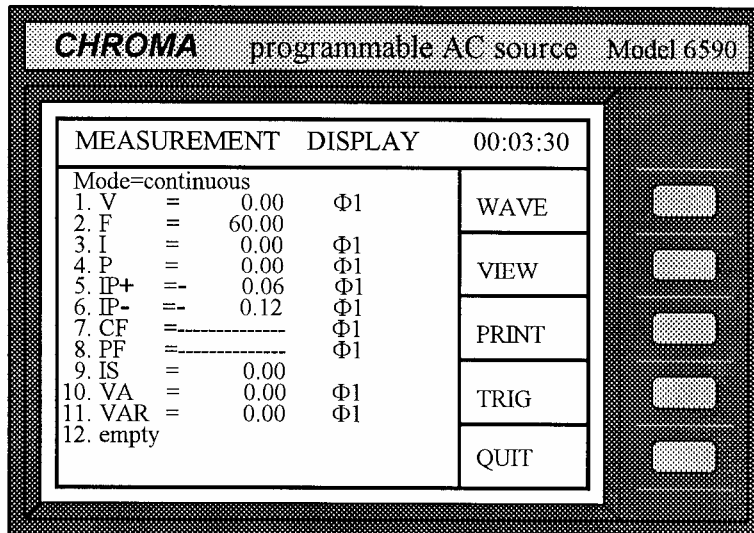 CHROMA programmable AC source Model 6590
MEASUREMENT DISPLAY 00:03:30
Mode=continuous
1. V = 0.00 Φ1
2. F = 60.00
3. I = 0.00 Φ1
4. P = 0.00 Φ1
5. IP+ =- 0.06 Φ1
6. IP- =- 0.12 Φ1
7. CF =-------------- Φ1
8. PF =-------------- Φ1
9. IS = 0.00
10. VA = 0.00 Φ1
11. VAR = 0.00 Φ1
12. empty
WAVE
VIEW
PRINT
TRIG
QUIT